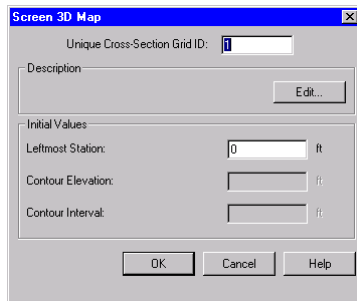 Screen 3D Map
Unique Cross-Section Grid ID: 1
Description
Edit...
Initial Values
Leftmost Station: 0 ft
Contour Elevation: ft
Contour Interval: ft
OK Cancel Help